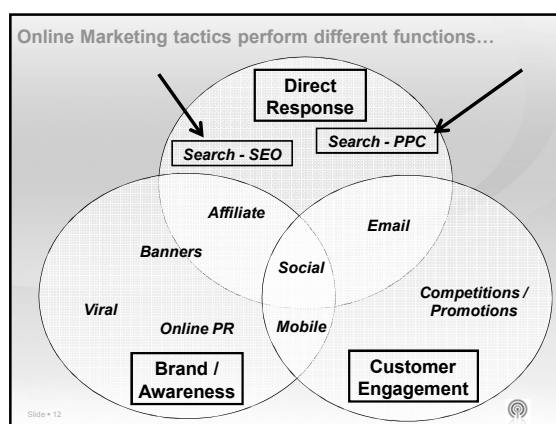 Online Marketing tactics perform different functions…
Direct
Response
Search - SEO
Search - PPC
Affiliate
Email
Banners
Social
Competitions /
Promotions
Viral
Online PR
Mobile
Brand /
Awareness
Customer
Engagement
Slide ▪ 12